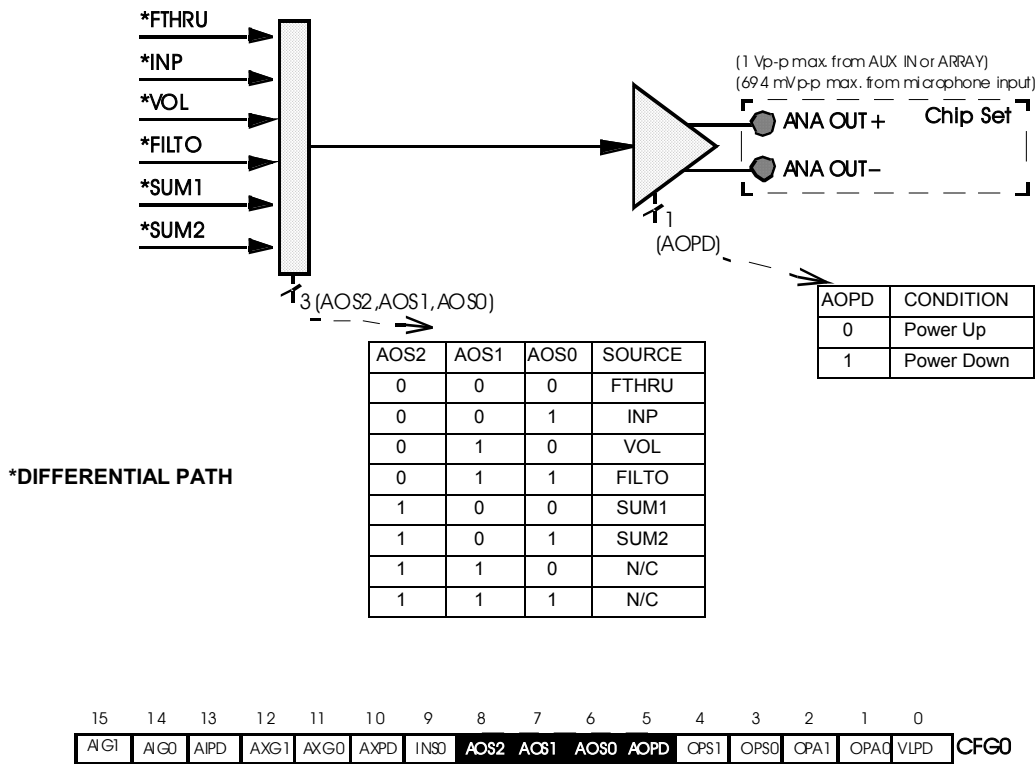 *FTHRU
*INP
*VOL
*FILTO
*SUM1
*SUM2
3 (AOS2,AOS1,AOS0)
(1 Vp-p max. from AUX IN or ARRAY)
(694 mVp-p max. from microphone input)
Chip Set
ANA OUT+
ANA OUT–
1
(AOPD)
AOPD CONDITION
0 Power Up
1 Power Down
AOS2 AOS1 AOS0 SOURCE
0 0 0 FTHRU
0 0 1 INP
0 1 0 VOL
0 1 1 FILTO
1 0 0 SUM1
1 0 1 SUM2
1 1 0 N/C
1 1 1 N/C
*DIFFERENTIAL PATH
15 14 13 12 11 10 9 8 7 6 5 4 3 2 1 0
AIG1 AIG0 AIPD AXG1 AXG0 AXPD INS0 AOS2 AOS1 AOS0 AOPD OPS1 OPS0 OPA1 OPA0 VLPD CFG0